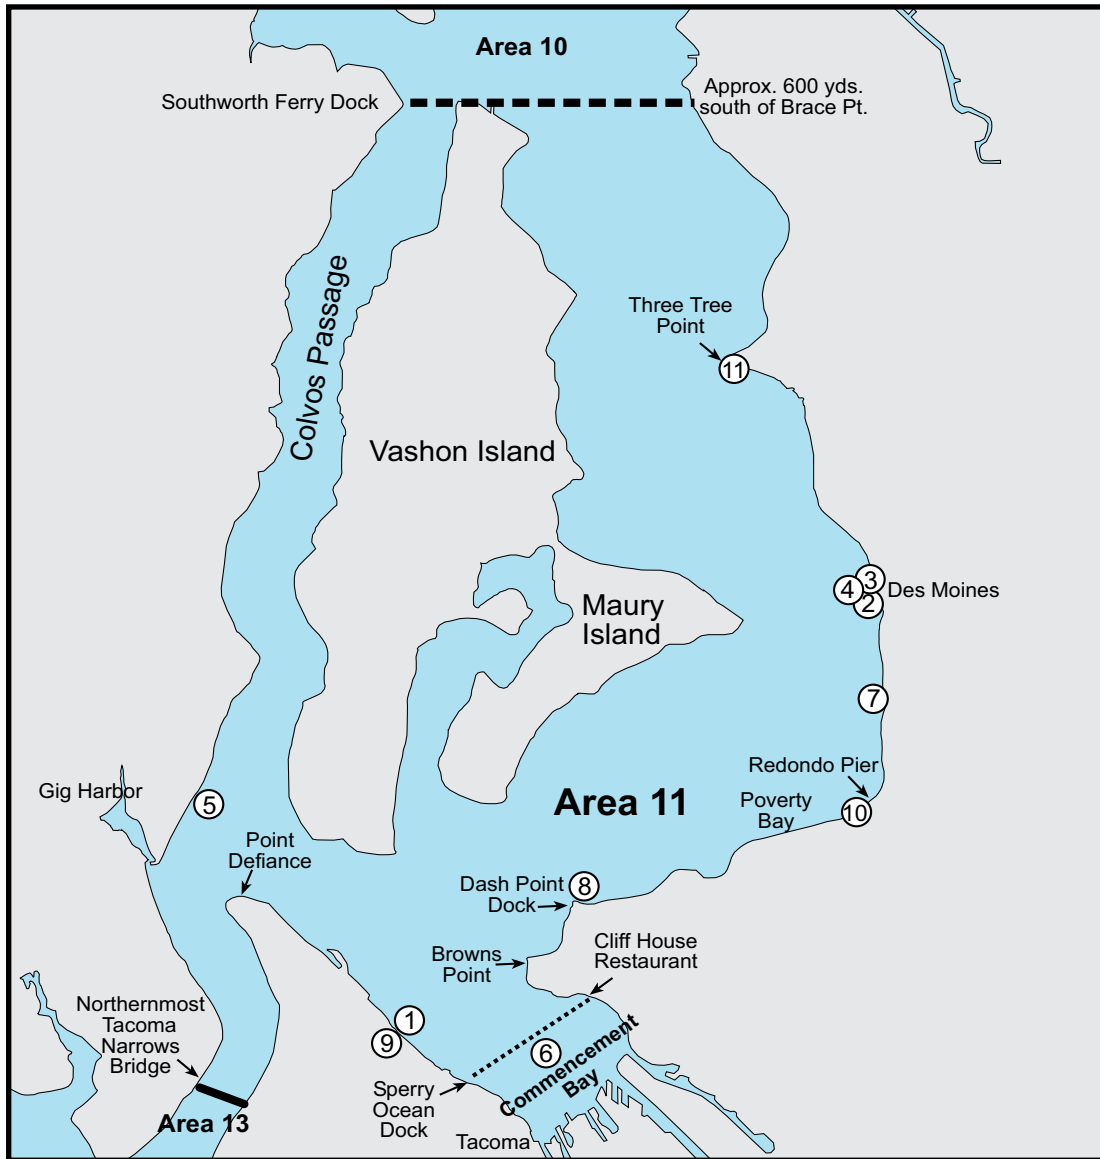 Area 10
Southworth Ferry Dock
Approx. 600 yds.
south of Brace Pt.
Colvos Passage
Three Tree
Point
11
Vashon Island
3
4
2
Des Moines
Maury
Island
7
Redondo Pier
Gig Harbor
5
Area 11
Poverty
Bay
10
Point
Defiance
Dash Point
Dock
8
Cliff House
Restaurant
Browns
Point
Northernmost
Tacoma
Narrows
Bridge
1
9
6
Commencement
Bay
Sperry
Ocean
Dock
Area 13
Tacoma